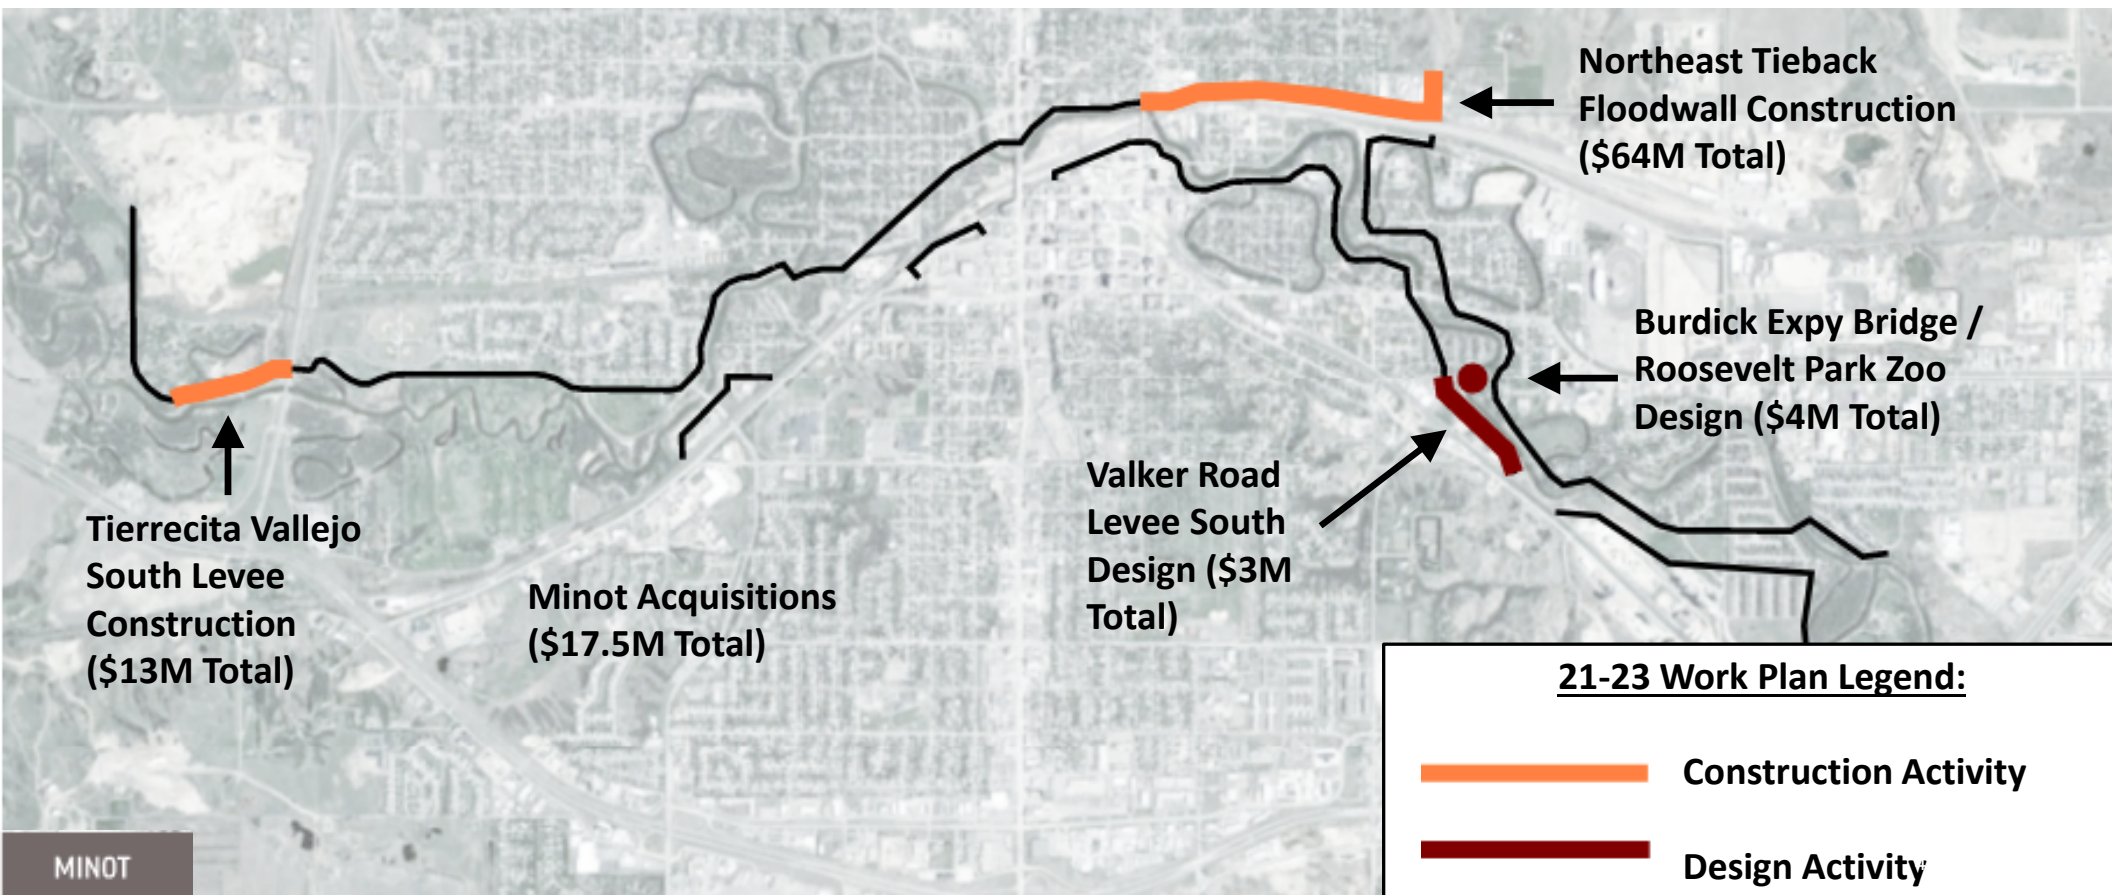 Northeast Tieback
Floodwall Construction
($64M Total)
Burdick Expy Bridge /
Roosevelt Park Zoo
Design ($4M Total)
Valker Road
Levee South
Design ($3M
Total)
Tierrecita Vallejo
South Levee
Construction
($13M Total)
Minot Acquisitions
($17.5M Total)
21-23 Work Plan Legend:
Construction Activity
Design Activity
MINOT